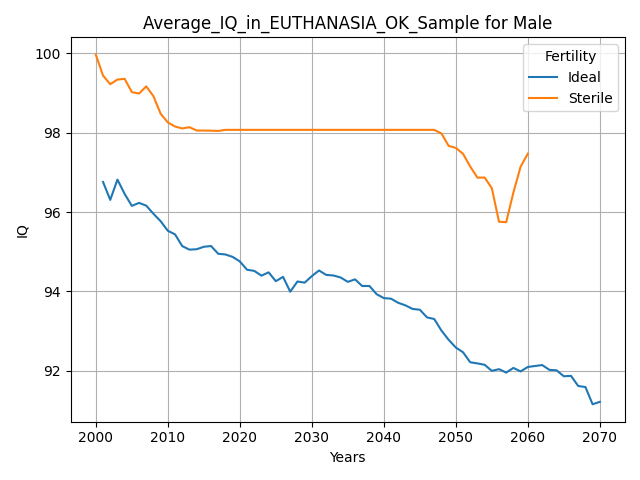 Average_IQ_in_EUTHANASIA_OK_Sample for Male
Fertility
Ideal
Sterile
IQ
100
98
96
94
92
2000 2010 2020 2030 2040 2050 2060 2070
Years